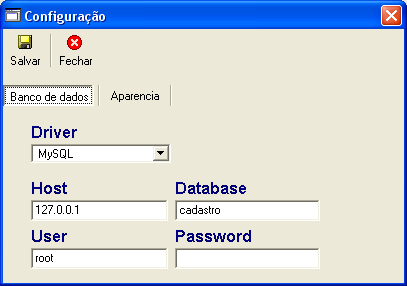 Configuração
Salvar Fechar
Banco de dados Aparencia
Driver
MySQL
Host Database
127.0.0.1 cadastro
User Password
root